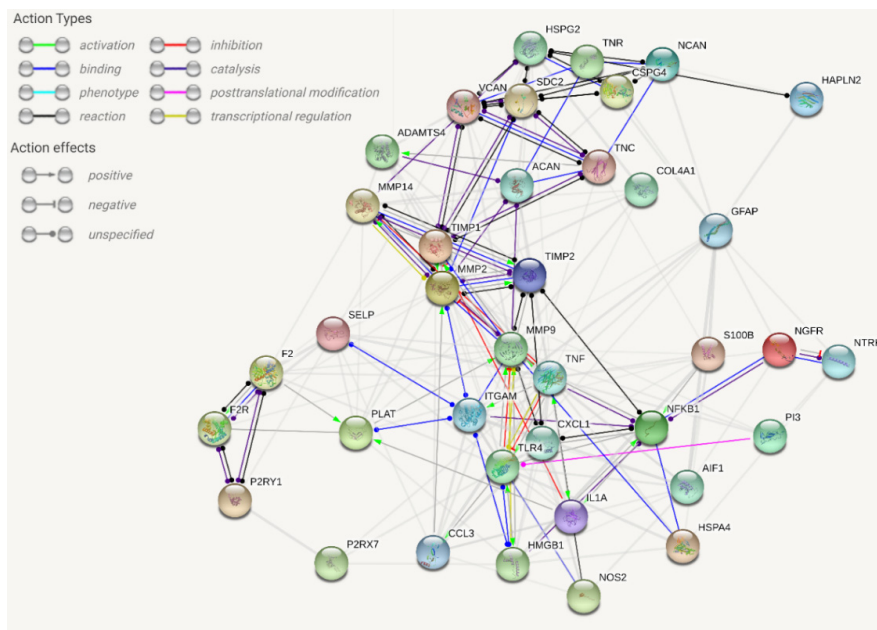 Action Types
activation
inhibition
binding
catalysis
phenotype
posttranslational modification
reaction
transcriptional regulation
Action effects
positive
negative
unspecified
HSPG2
TNR
NCAN
SDC2
CSPG4
VCAN
HAPLN2
ADAMTS4
TNC
ACAN
COL4A1
MMP14
GFAP
TIMP1
TIMP2
MMP2
SELP
MMP9
S100B
NGFR
NTRK
F2
TNF
F2R
PLAT
ITGAM
CXCL1
NFKB1
PI3
TLR4
AIF1
P2RY1
IL1A
HSPA4
P2RX7
CCL3
HMGB1
NOS2